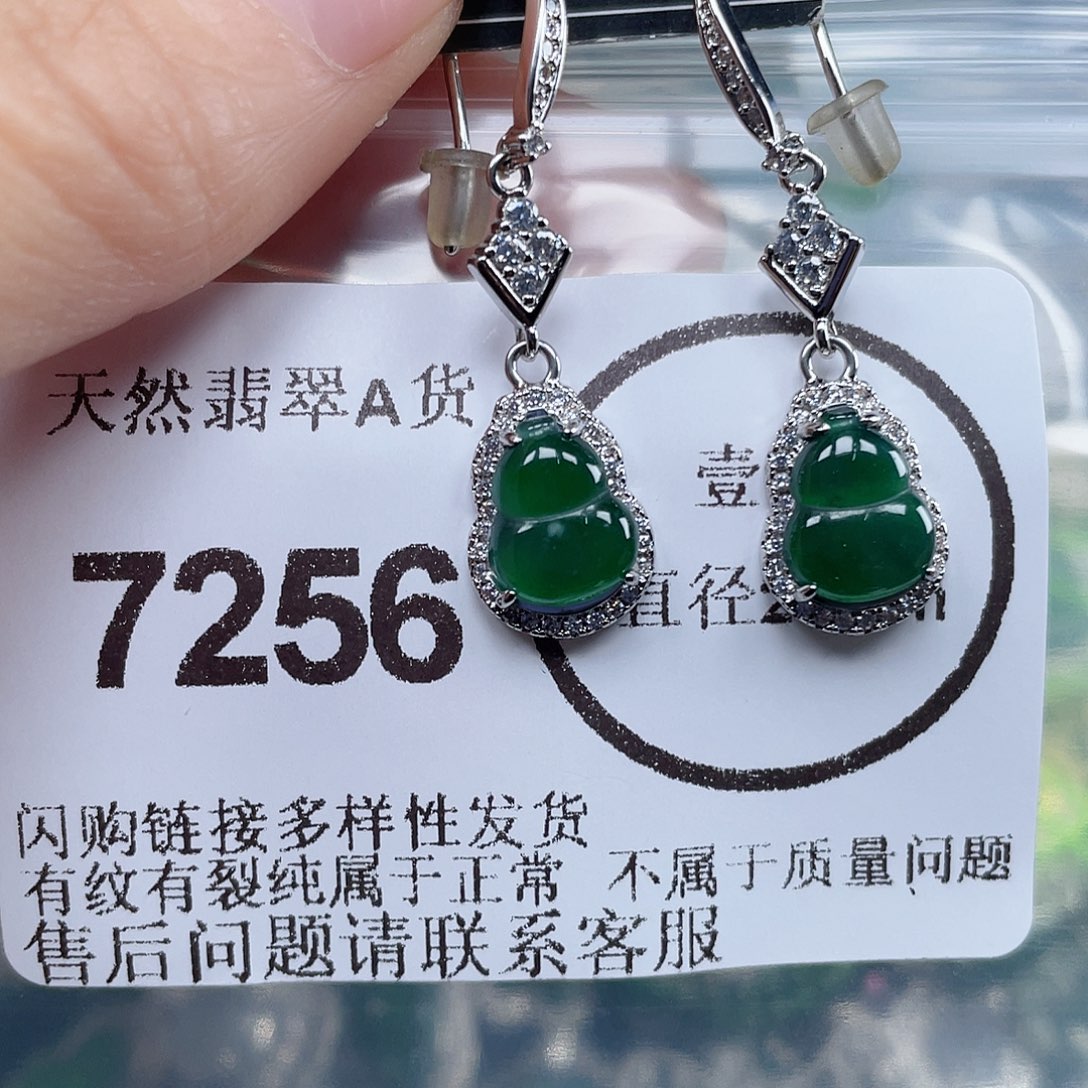 天然翡翠A货
壹
7256
直径2
闪购链接多样性发货
有纹有裂纯属于正常 不属于质量问题
售后问题请联系客服